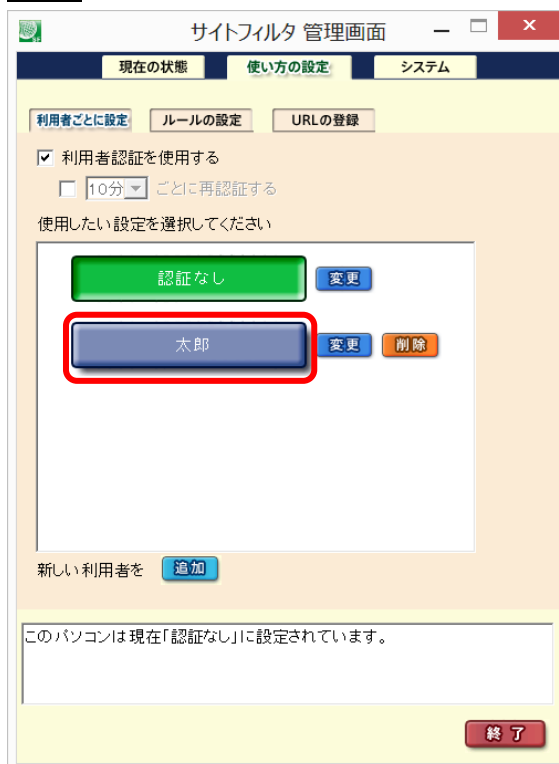 サイトフィルタ 管理画面
現在の状態 使い方の設定 システム
利用者ごとに設定 ルールの設定 URLの登録
利用者認証を使用する
10分 ごとに再認証する
使用したい設定を選択してください
認証なし 変更
太郎 変更 削除
新しい利用者を 追加
このパソコンは現在「認証なし」に設定されています。
終了